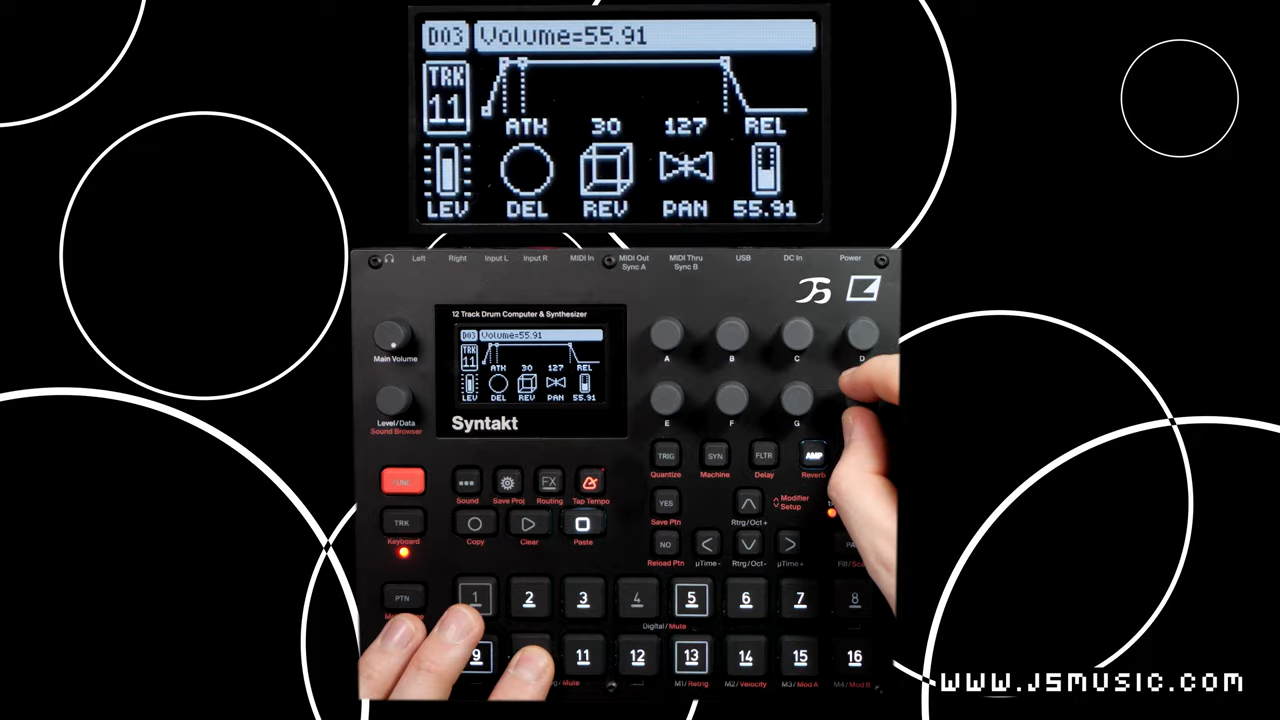 D03 Volume=55.91
TRK
11
ATK 30 127 REL
LEV DEL REV PAN 55.91
Left Right Input L Input R MIDI In MIDI Out MIDI Thru USB DC In Power
Sync A Sync B
JS
12 Track Drum Computer & Synthesizer
D03 Volume=55.91
TRK
11
ATK 30 127 REL
LEV DEL REV PAN 55.91
Syntakt
Main Volume
Level/Data
Sound Browser
A B C D
E F G
TRIG SYN FLTR AMP
Quantize Machine Delay Reverb
FUNC
FX
Sound Save Proj Routing Tap Tempo
YES
Modifier
Setup
Save Ptn Rtrg/Oct+
TRK
Keyboard
Copy Clear Paste
NO
Reload Ptn µTime- Rtrg/Oct- µTime+
PTN
1 2 3 4 5 6 7 8
Digital/Mute
9 11 12 13 14 15 16
/Mute M1/Retrig M2/Velocity M3/Mod A M4/Mod B
www.jsmusic.com